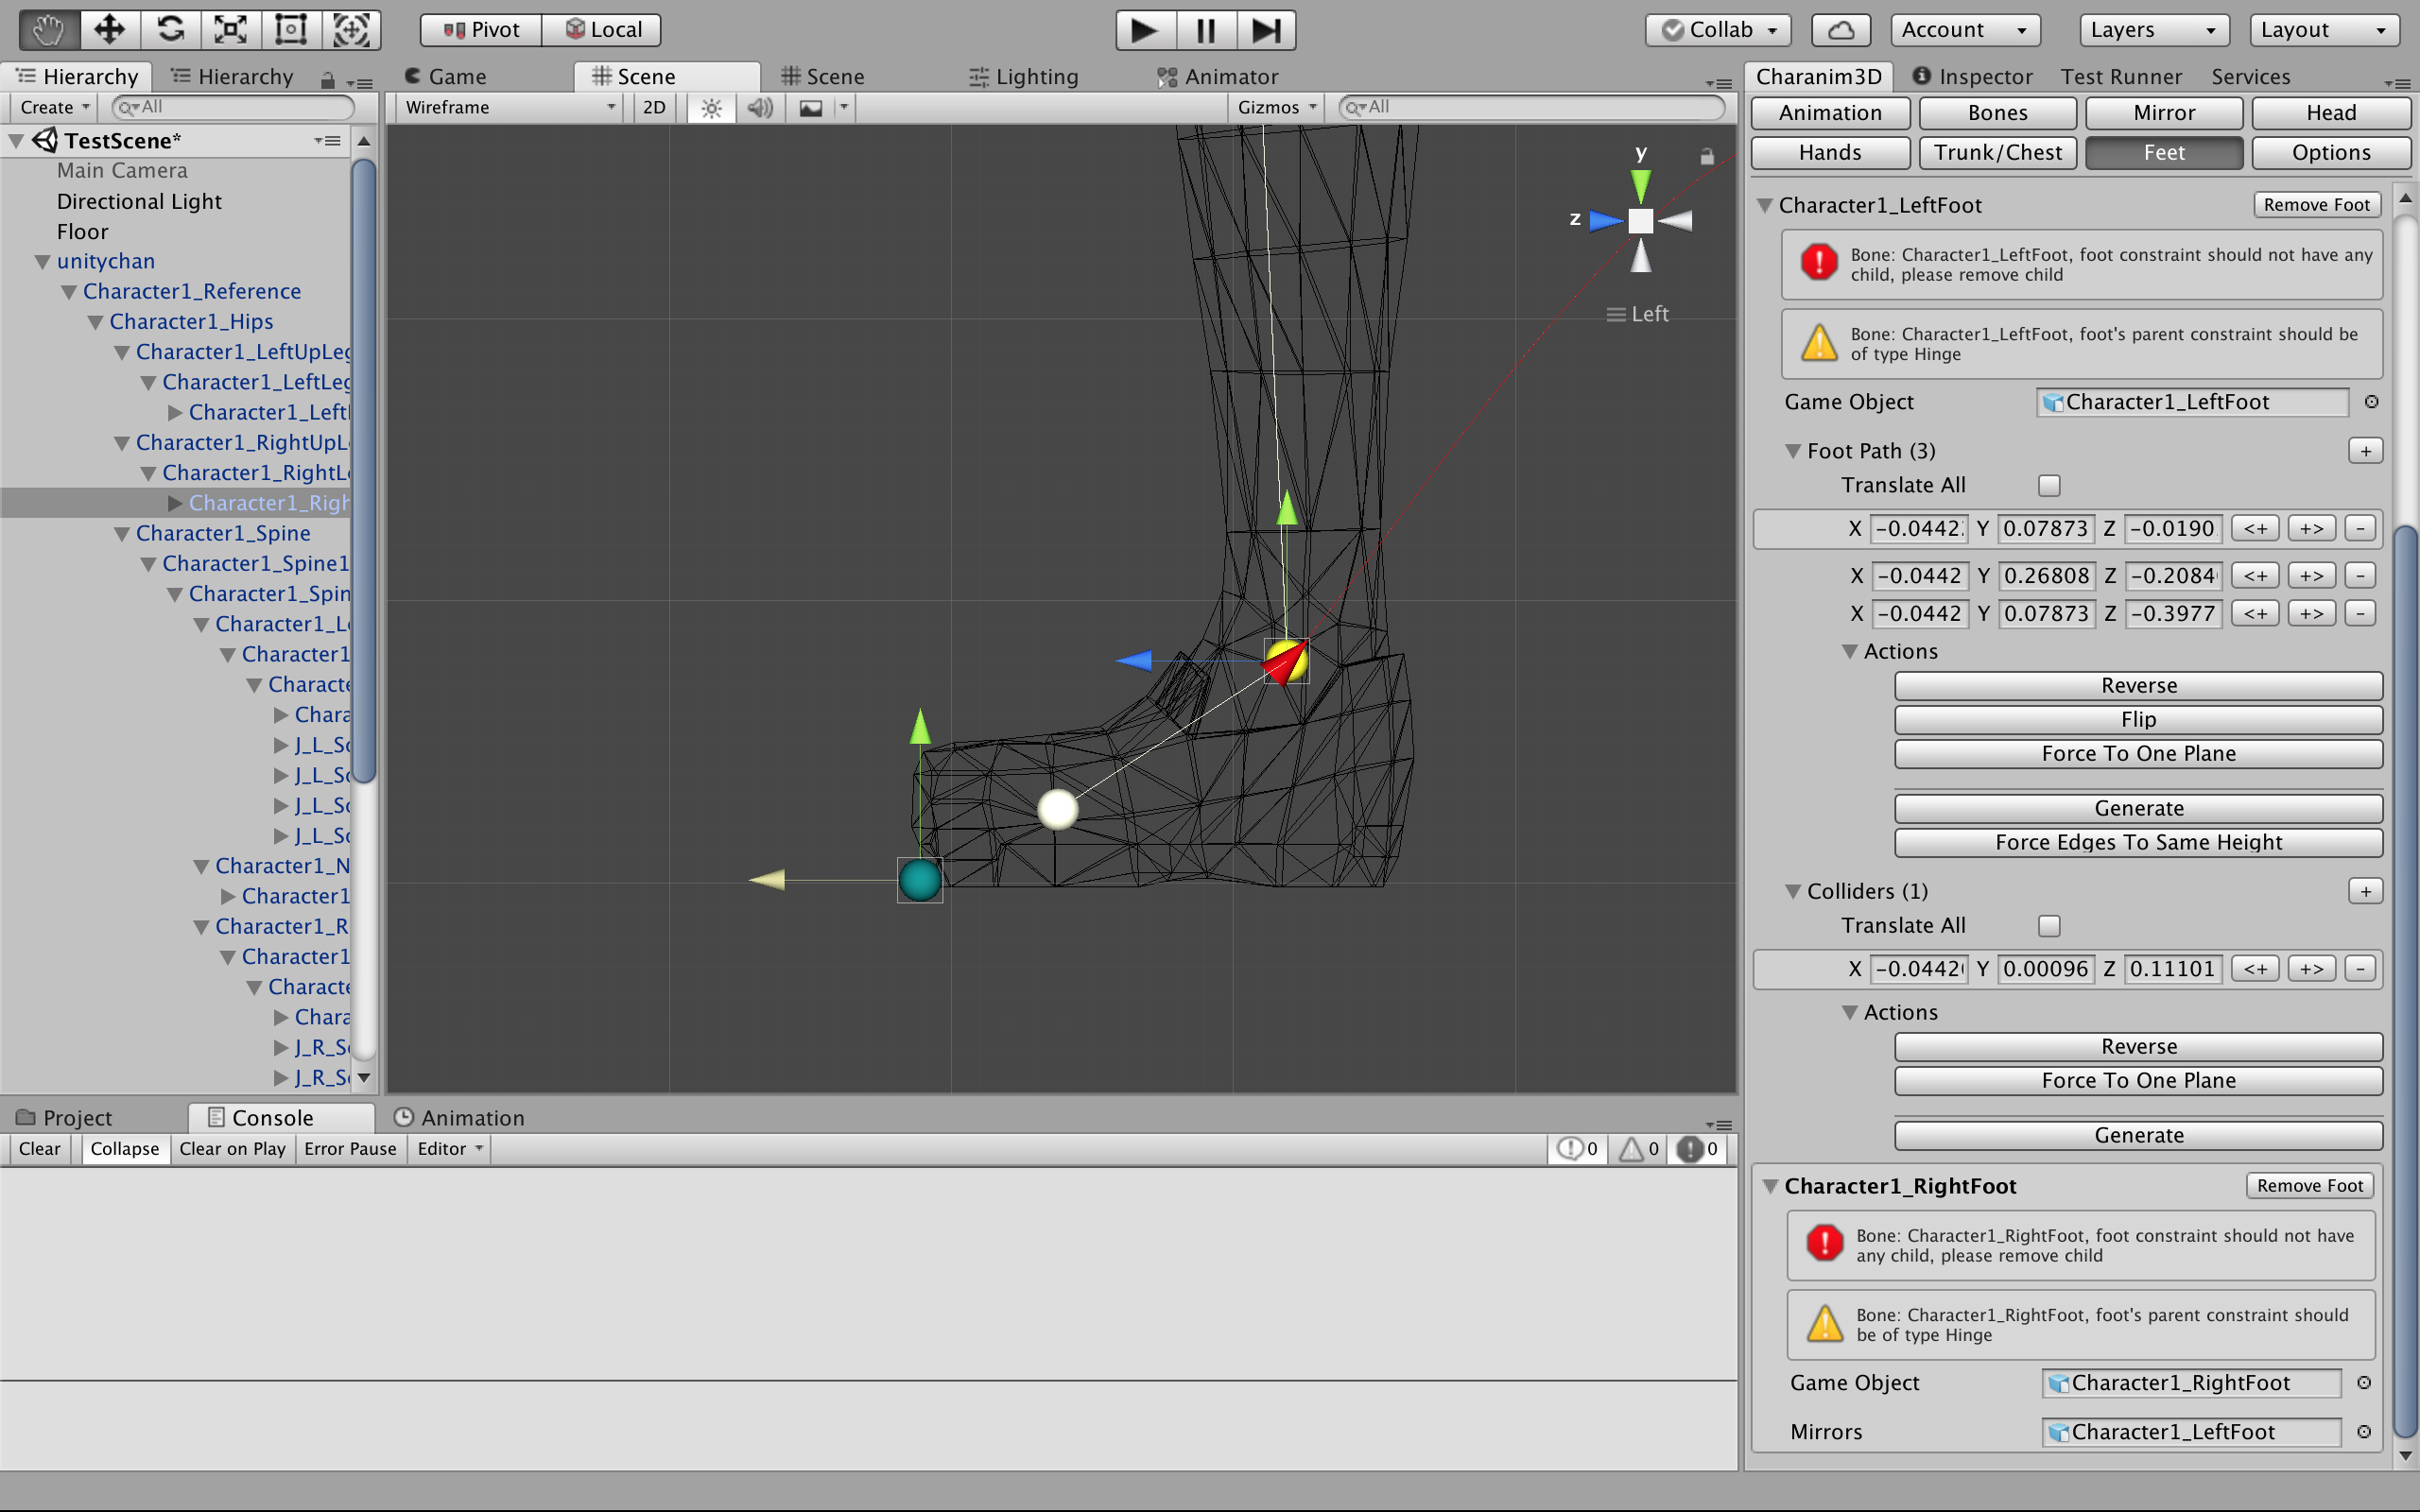 Pivot Local Collab Account Layers Layout
Hierarchy Hierarchy Game Scene Scene Lighting Animator Charanim3D Inspector Test Runner Services
Create All Wireframe 2D Gizmos All
Animation Bones Mirror Head
Hands Trunk/Chest Feet Options
TestScene*
Main Camera
Directional Light
Floor
unitychan
Character1_Reference
Character1_Hips
Character1_LeftUpLeg
Character1_LeftLeg
Character1_Left
Character1_RightUpL
Character1_RightL
Character1_Righ
Character1_Spine
Character1_Spine1
Character1_Spin
Character1_L
Character1
Characte
Chara
J_L_S
J_L_S
J_L_S
J_L_S
Character1_N
Character1
Character1_R
Character1
Characte
Chara
J_R_S
J_R_S
y
z
Left
Character1_LeftFoot Remove Foot
Bone: Character1_LeftFoot, foot constraint should not have any
child, please remove child
Bone: Character1_LeftFoot, foot's parent constraint should be
of type Hinge
Game Object Character1_LeftFoot
Foot Path (3) +
Translate All
X -0.0442 Y 0.07873 Z -0.0190 <+ +> -
X -0.0442 Y 0.26808 Z -0.2084 <+ +> -
X -0.0442 Y 0.07873 Z -0.3977 <+ +> -
Actions
Reverse
Flip
Force To One Plane
Generate
Force Edges To Same Height
Colliders (1) +
Translate All
X -0.0442 Y 0.00096 Z 0.11101 <+ +> -
Actions
Reverse
Force To One Plane
Generate
Character1_RightFoot Remove Foot
Bone: Character1_RightFoot, foot constraint should not have
any child, please remove child
Bone: Character1_RightFoot, foot's parent constraint should
be of type Hinge
Game Object Character1_RightFoot
Mirrors Character1_LeftFoot
Project Console Animation
Clear Collapse Clear on Play Error Pause Editor 0 0 0